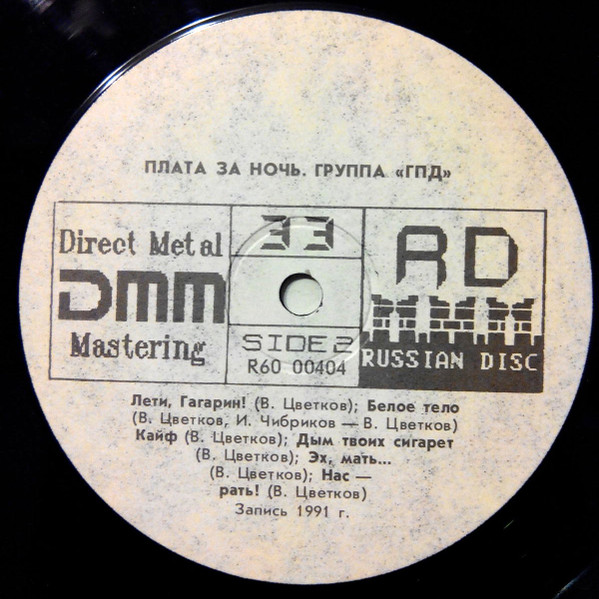 ПЛАТА ЗА НОЧЬ. ГРУППА «ГПД»
Direct Metal
DMM
Mastering
33
SIDE 2
R60 00404
RD
RUSSIAN DISC
Лети, Гагарин! (В. Цветков); Белое тело
(В. Цветков, И. Чибриков — В. Цветков)
Кайф (В. Цветков); Дым твоих сигарет
(В. Цветков); Эх, мать...
(В. Цветков); Нас —
рать! (В. Цветков)
Запись 1991 г.